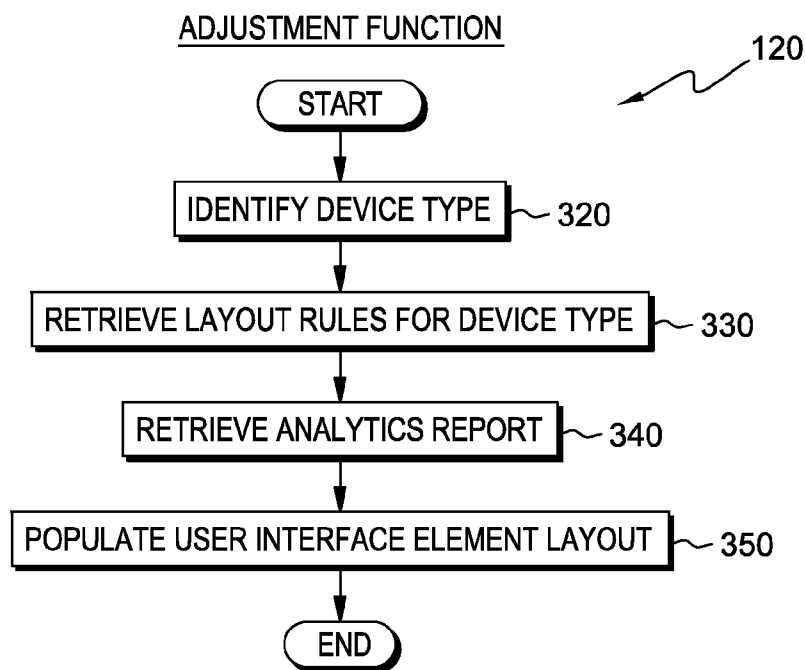 ADJUSTMENT FUNCTION
120
START
IDENTIFY DEVICE TYPE
320
RETRIEVE LAYOUT RULES FOR DEVICE TYPE
330
RETRIEVE ANALYTICS REPORT
340
POPULATE USER INTERFACE ELEMENT LAYOUT
350
END